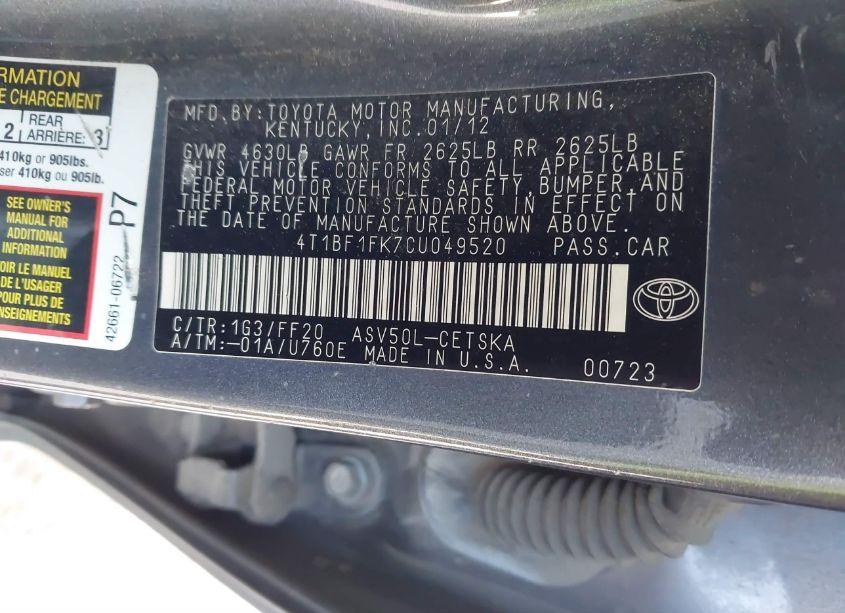 RMATION
E CHARGEMENT
2 REAR ARRIÈRE: 3
410kg or 905lbs.
ser 410kg ou 905lb.
SEE OWNER'S
MANUAL FOR
ADDITIONAL
INFORMATION
OIR LE MANUEL
DE L'USAGER
POUR PLUS DE
SEIGNEMENTS
42661-06722 P7
MFD.BY:TOYOTA MOTOR MANUFACTURING,
KENTUCKY, INC. 01/12
GVWR 4630LB GAWR FR 2625LB RR 2625LB
THIS VEHICLE CONFORMS TO ALL APPLICABLE
FEDERAL MOTOR VEHICLE SAFETY, BUMPER, AND
THEFT PREVENTION STANDARDS IN EFFECT ON
THE DATE OF MANUFACTURE SHOWN ABOVE.
4T1BF1FK7CU049520 PASS.CAR
C/TR:1G3/FF20 ASV50L-CETSKA
A/TM:-01A/U760E MADE IN U.S.A. 00723